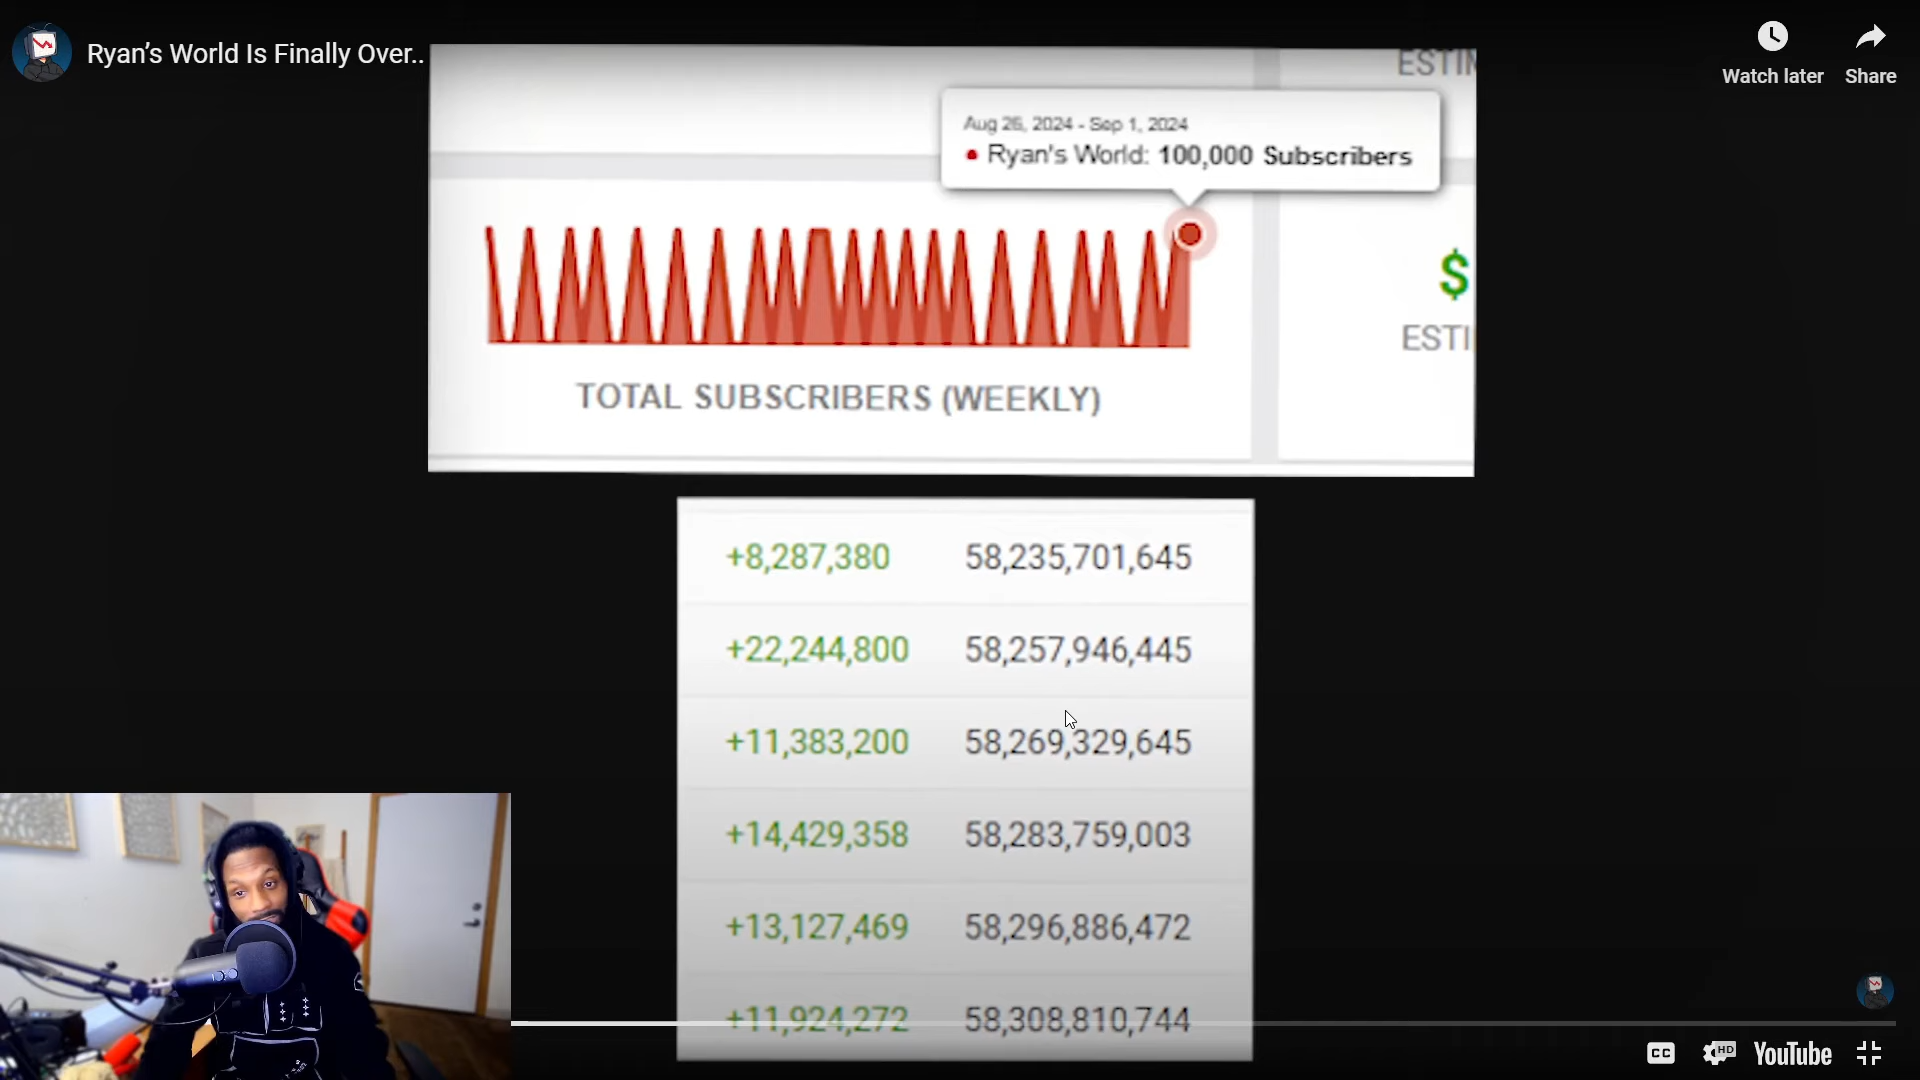 Ryan’s World Is Finally Over..
Watch later
Share
ESTIM
Aug 26, 2024 - Sep 1, 2024
Ryan's World: 100,000 Subscribers
$
ESTI
TOTAL SUBSCRIBERS (WEEKLY)
+8,287,380 58,235,701,645
+22,244,800 58,257,946,445
+11,383,200 58,269,329,645
+14,429,358 58,283,759,003
+13,127,469 58,296,886,472
+11,924,272 58,308,810,744
CC
HD
YouTube